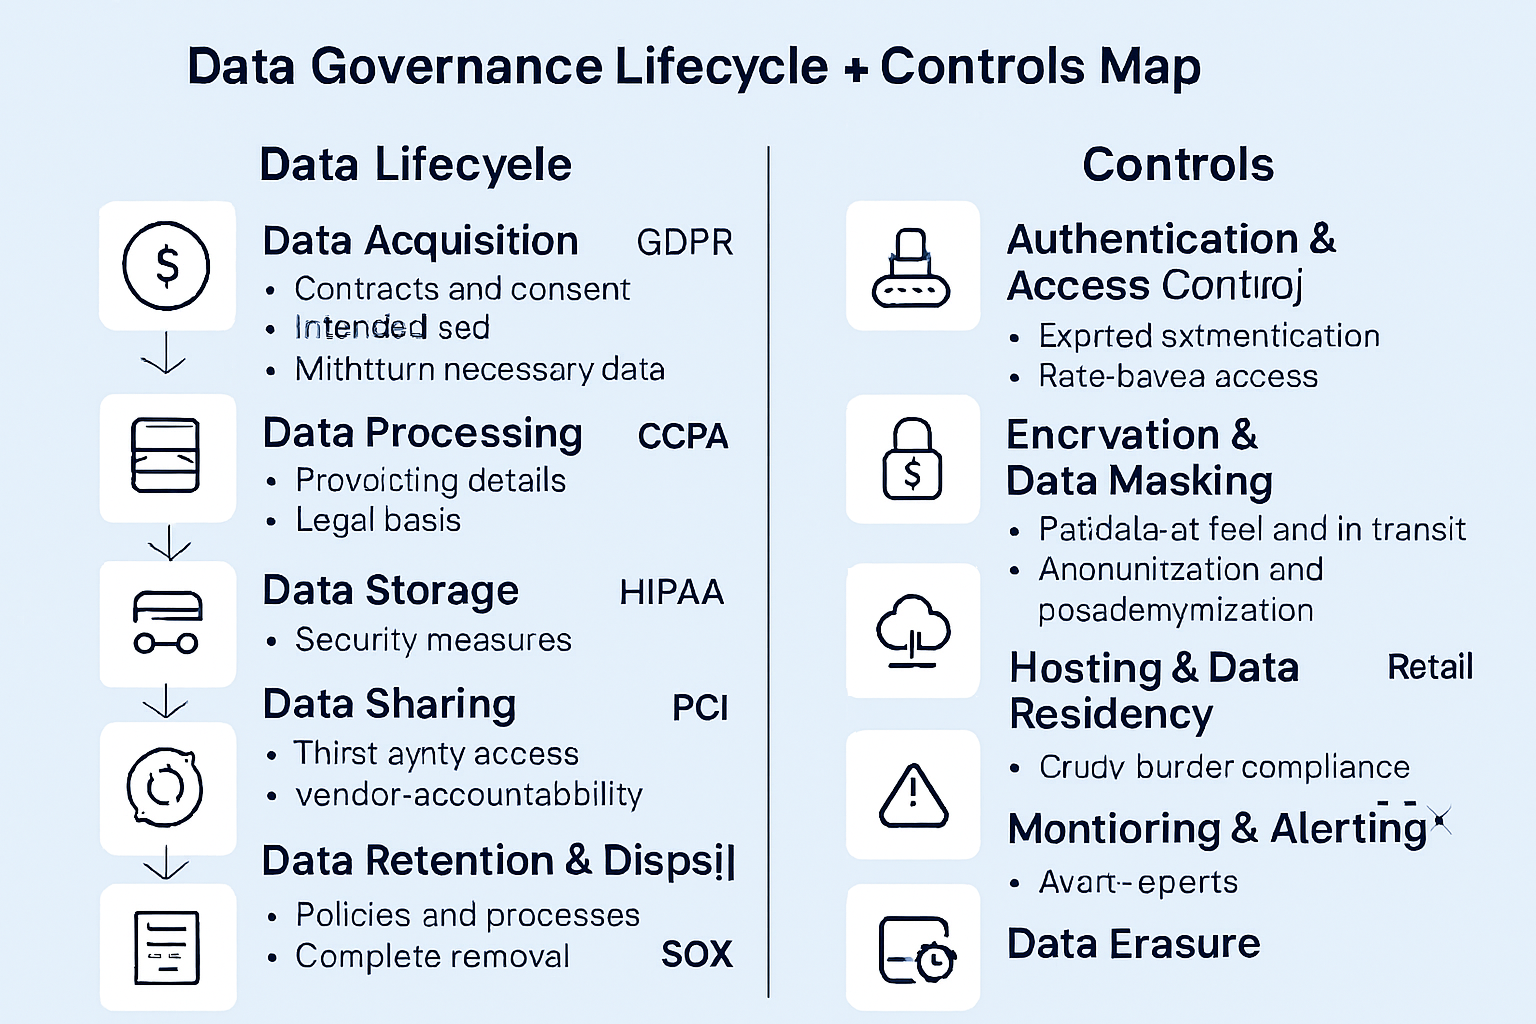 Data Governance Lifecycle + Controls Map
Data Lifecyele
Data Acquisition GDPR
• Contracts and consent
• Intended sed
• Mithtturn necessary data
Data Processing CCPA
• Provoicting details
• Legal basis
Data Storage HIPAA
• Security measures
Data Sharing PCI
• Thirst aynty access
• vendor-accountabbility
Data Retention & Dispsil
• Policies and processes
• Complete removal SOX
Controls
Authentication &
Access Contiroj
• Exprted sxtmentication
• Rate-bavea access
Encrvation &
Data Masking
• Patidala-at feel and in transit
• Anonunitzation and
posademymization
Hosting & Data Retail
Residency
• Crudv burder compliance
Montioring & Alerting
• Avart-eperts
Data Erasure